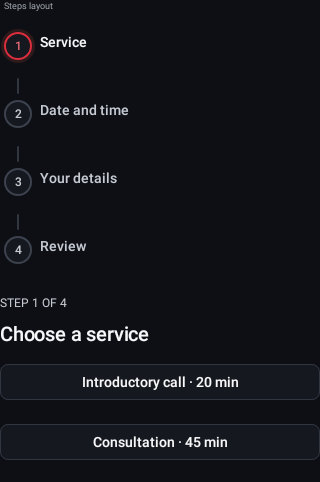 Steps layout
1 Service
2 Date and time
3 Your details
4 Review
STEP 1 OF 4
Choose a service
Introductory call · 20 min
Consultation · 45 min